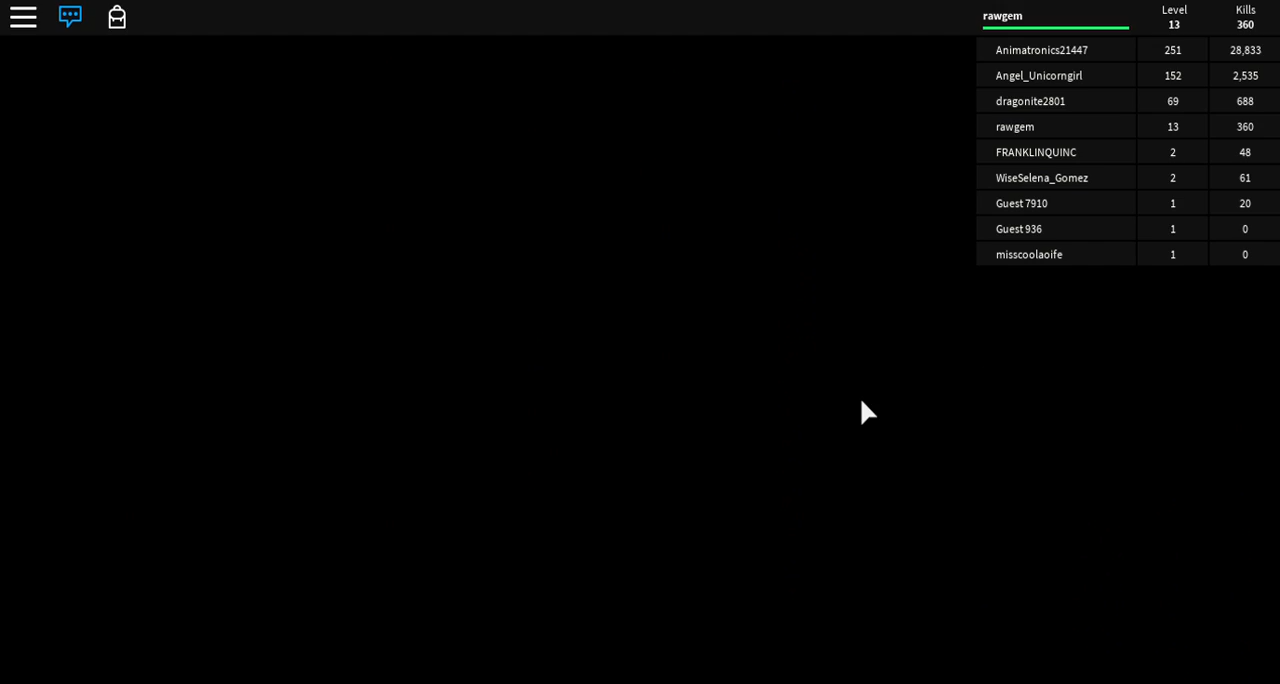 rawgem Level Kills
13 360
Animatronics21447 251 28,833
Angel_Unicorngirl 152 2,535
dragonite2801 69 688
rawgem 13 360
FRANKLINQUINC 2 48
WiseSelena_Gomez 2 61
Guest 7910 1 20
Guest 936 1 0
misscoolaoife 1 0